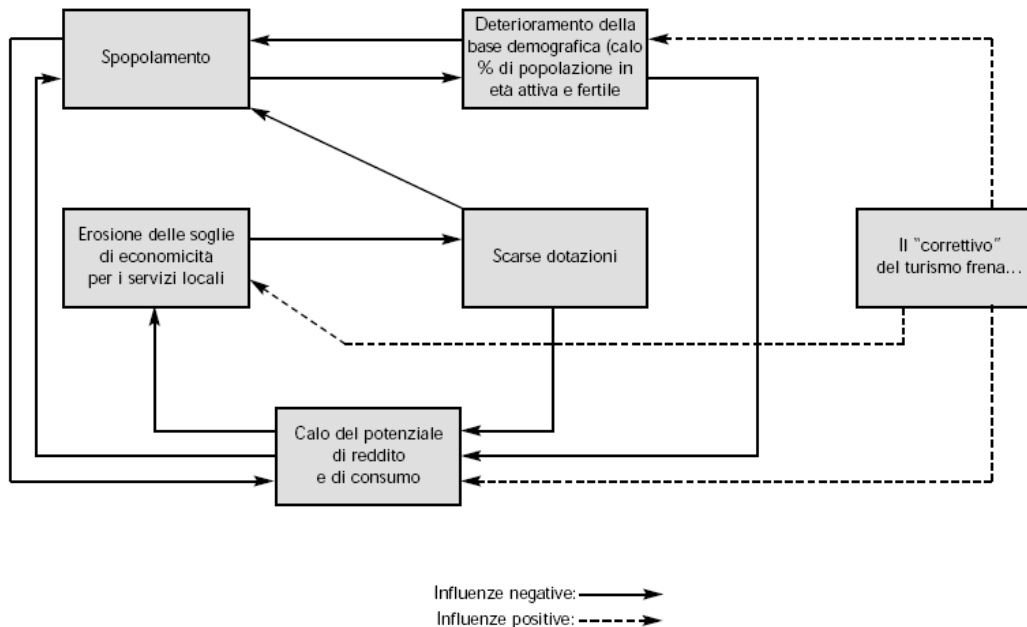 Spopolamento
Deterioramento della
base demografica (calo
% di popolazione in
età attiva e fertile
Erosione delle soglie
di economicità
per i servizi locali
Scarse dotazioni
Il “correttivo”
del turismo frena...
Calo del potenziale
di reddito
e di consumo
Influenze negative:
Influenze positive: